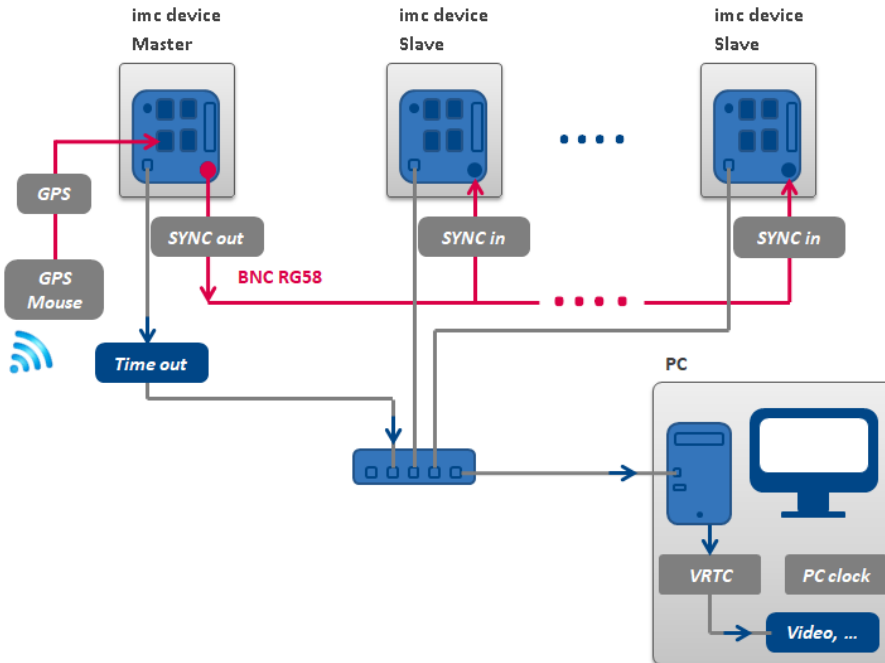 imc device
Master
imc device
Slave
imc device
Slave
GPS
SYNC out
SYNC in
SYNC in
GPS
Mouse
BNC RG58
Time out
PC
VRTC
PC clock
Video, ...